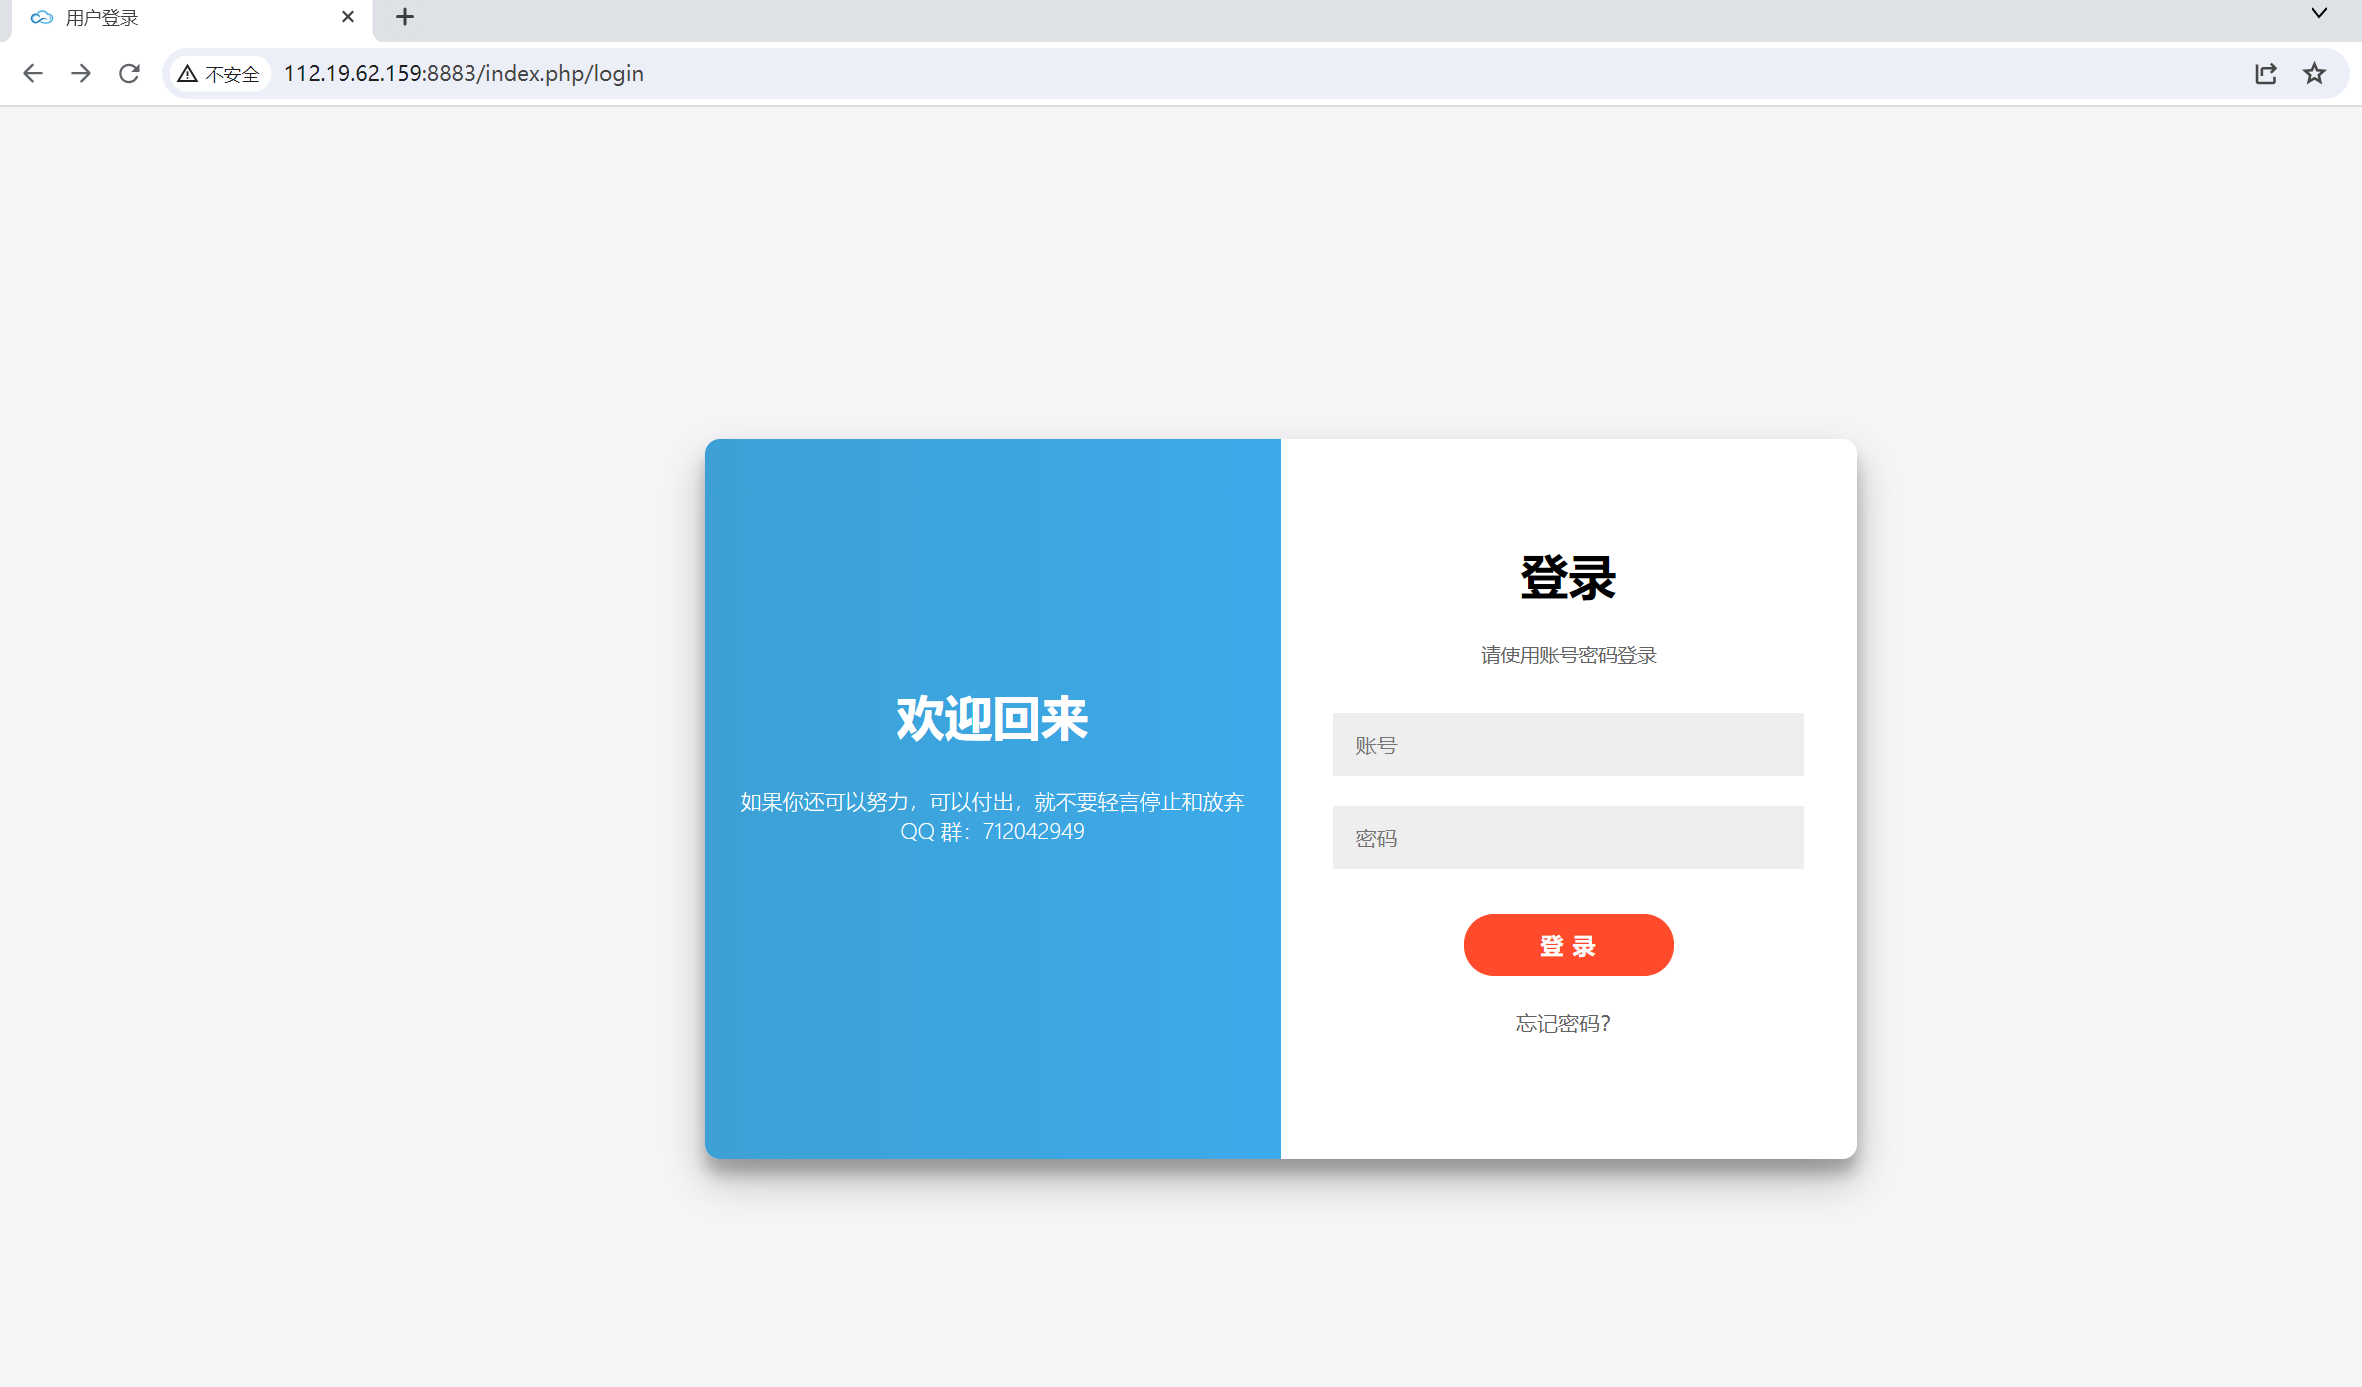 用户登录
不安全
112.19.62.159:8883/index.php/login
欢迎回来
如果你还可以努力，可以付出，就不要轻言停止和放弃
QQ 群：712042949
登录
请使用账号密码登录
账号
密码
登 录
忘记密码？